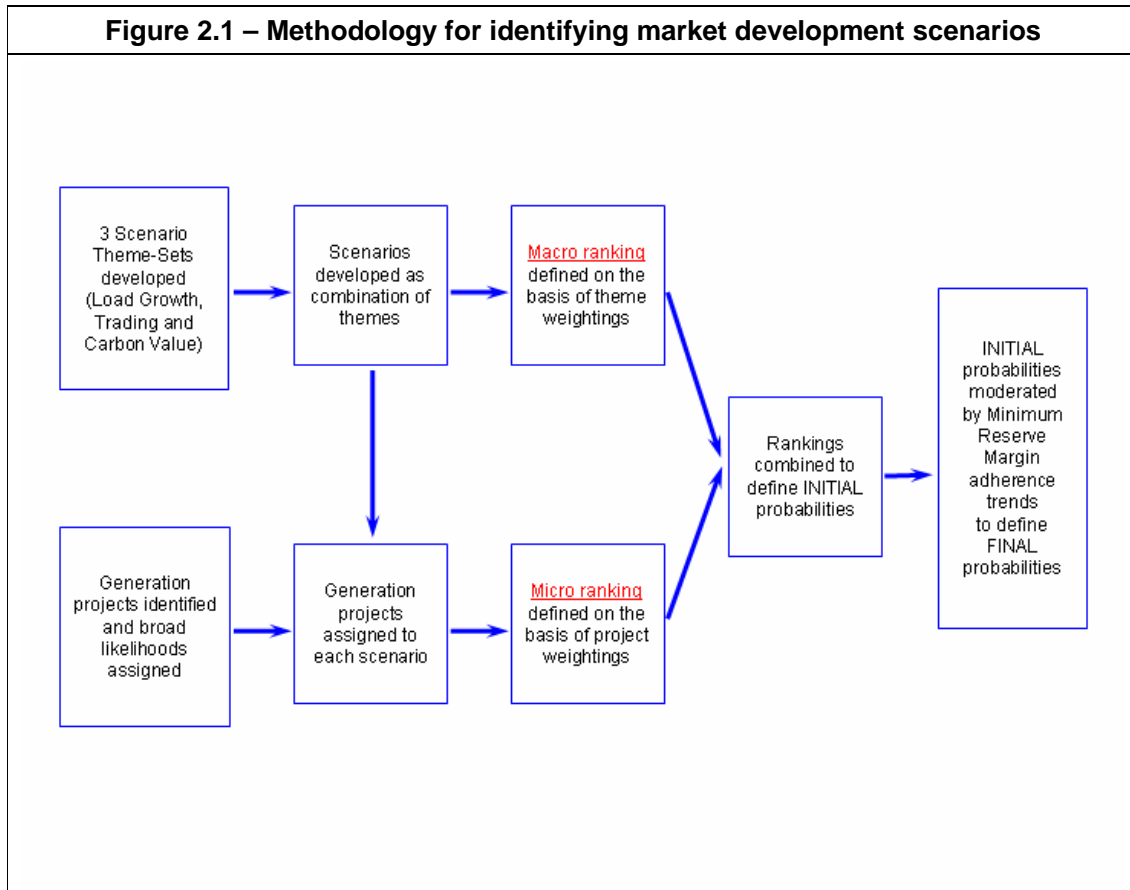 Figure 2.1 – Methodology for identifying market development scenarios
3 Scenario
Theme-Sets
developed
(Load Growth,
Trading and
Carbon Value)
Scenarios
developed as
combination of
themes
Macro ranking
defined on the
basis of theme
weightings
Generation
projects identified
and broad
likelihoods
assigned
Generation
projects
assigned to
each scenario
Micro ranking
defined on the
basis of project
weightings
Rankings
combined to
define INITIAL
probabilities
INITIAL
probabilities
moderated
by Minimum
Reserve
Margin
adherence
trends
to define
FINAL
probabilities